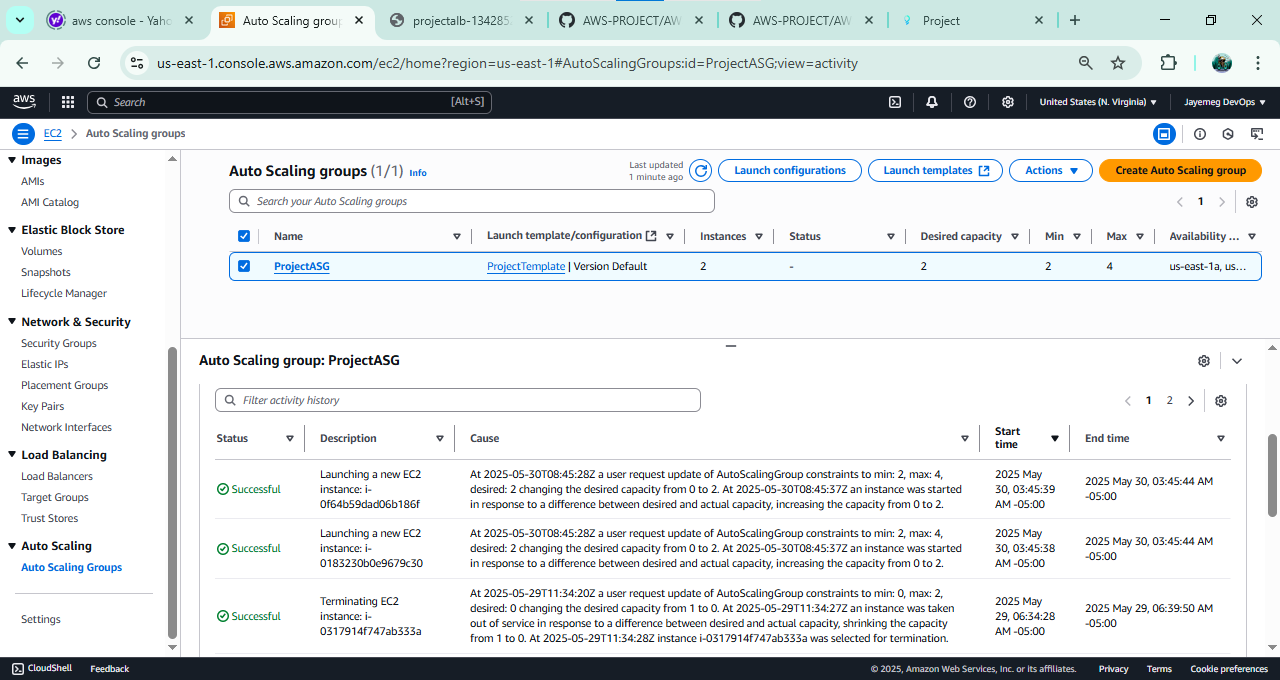 aws console - Yaho
Auto Scaling group
projectalb-134285
AWS-PROJECT/AW
AWS-PROJECT/AW
Project
us-east-1.console.aws.amazon.com/ec2/home?region=us-east-1#AutoScalingGroups:id=ProjectASG;view=activity
aws
Search
[Alt+S]
United States (N. Virginia)
Jayemeg DevOps
EC2
Auto Scaling groups
Images
AMIs
AMI Catalog
Elastic Block Store
Volumes
Snapshots
Lifecycle Manager
Network & Security
Security Groups
Elastic IPs
Placement Groups
Key Pairs
Network Interfaces
Load Balancing
Load Balancers
Target Groups
Trust Stores
Auto Scaling
Auto Scaling Groups
Settings
Auto Scaling groups (1/1) Info
Last updated
1 minute ago
Launch configurations
Launch templates
Actions
Create Auto Scaling group
Search your Auto Scaling groups
1
Name
Launch template/configuration
Instances
Status
Desired capacity
Min
Max
Availability ...
ProjectASG
ProjectTemplate | Version Default
2
-
2
2
4
us-east-1a, us...
Auto Scaling group: ProjectASG
Filter activity history
1
2
Status
Description
Cause
Start
time
End time
Successful
Launching a new EC2
instance: i-
0f64b59dad06b186f
At 2025-05-30T08:45:28Z a user request update of AutoScalingGroup constraints to min: 2, max: 4,
desired: 2 changing the desired capacity from 0 to 2. At 2025-05-30T08:45:37Z an instance was started
in response to a difference between desired and actual capacity, increasing the capacity from 0 to 2.
2025 May
30, 03:45:39
AM -05:00
2025 May 30, 03:45:44 AM
-05:00
Successful
Launching a new EC2
instance: i-
0183230b0e9679c30
At 2025-05-30T08:45:28Z a user request update of AutoScalingGroup constraints to min: 2, max: 4,
desired: 2 changing the desired capacity from 0 to 2. At 2025-05-30T08:45:37Z an instance was started
in response to a difference between desired and actual capacity, increasing the capacity from 0 to 2.
2025 May
30, 03:45:38
AM -05:00
2025 May 30, 03:45:44 AM
-05:00
Successful
Terminating EC2
instance: i-
0317914f747ab333a
At 2025-05-29T11:34:20Z a user request update of AutoScalingGroup constraints to min: 0, max: 2,
desired: 0 changing the desired capacity from 1 to 0. At 2025-05-29T11:34:27Z an instance was taken
out of service in response to a difference between desired and actual capacity, shrinking the capacity
from 1 to 0. At 2025-05-29T11:34:28Z instance i-0317914f747ab333a was selected for termination.
2025 May
29, 06:34:28
AM -05:00
2025 May 29, 06:39:50 AM
-05:00
CloudShell
Feedback
© 2025, Amazon Web Services, Inc. or its affiliates.
Privacy
Terms
Cookie preferences